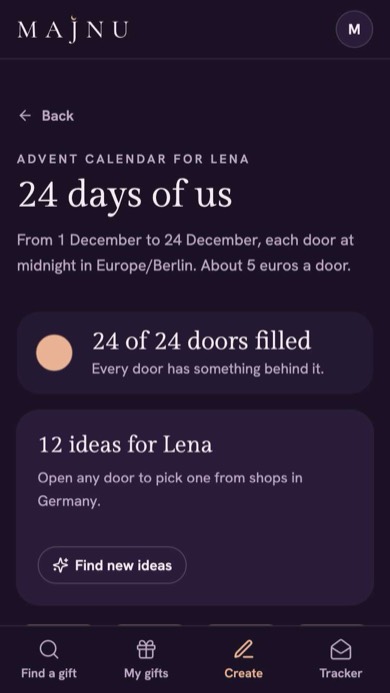 MAJNU
M
← Back
ADVENT CALENDAR FOR LENA
24 days of us
From 1 December to 24 December, each door at
midnight in Europe/Berlin. About 5 euros a door.
24 of 24 doors filled
Every door has something behind it.
12 ideas for Lena
Open any door to pick one from shops in
Germany.
Find new ideas
Find a gift
My gifts
Create
Tracker